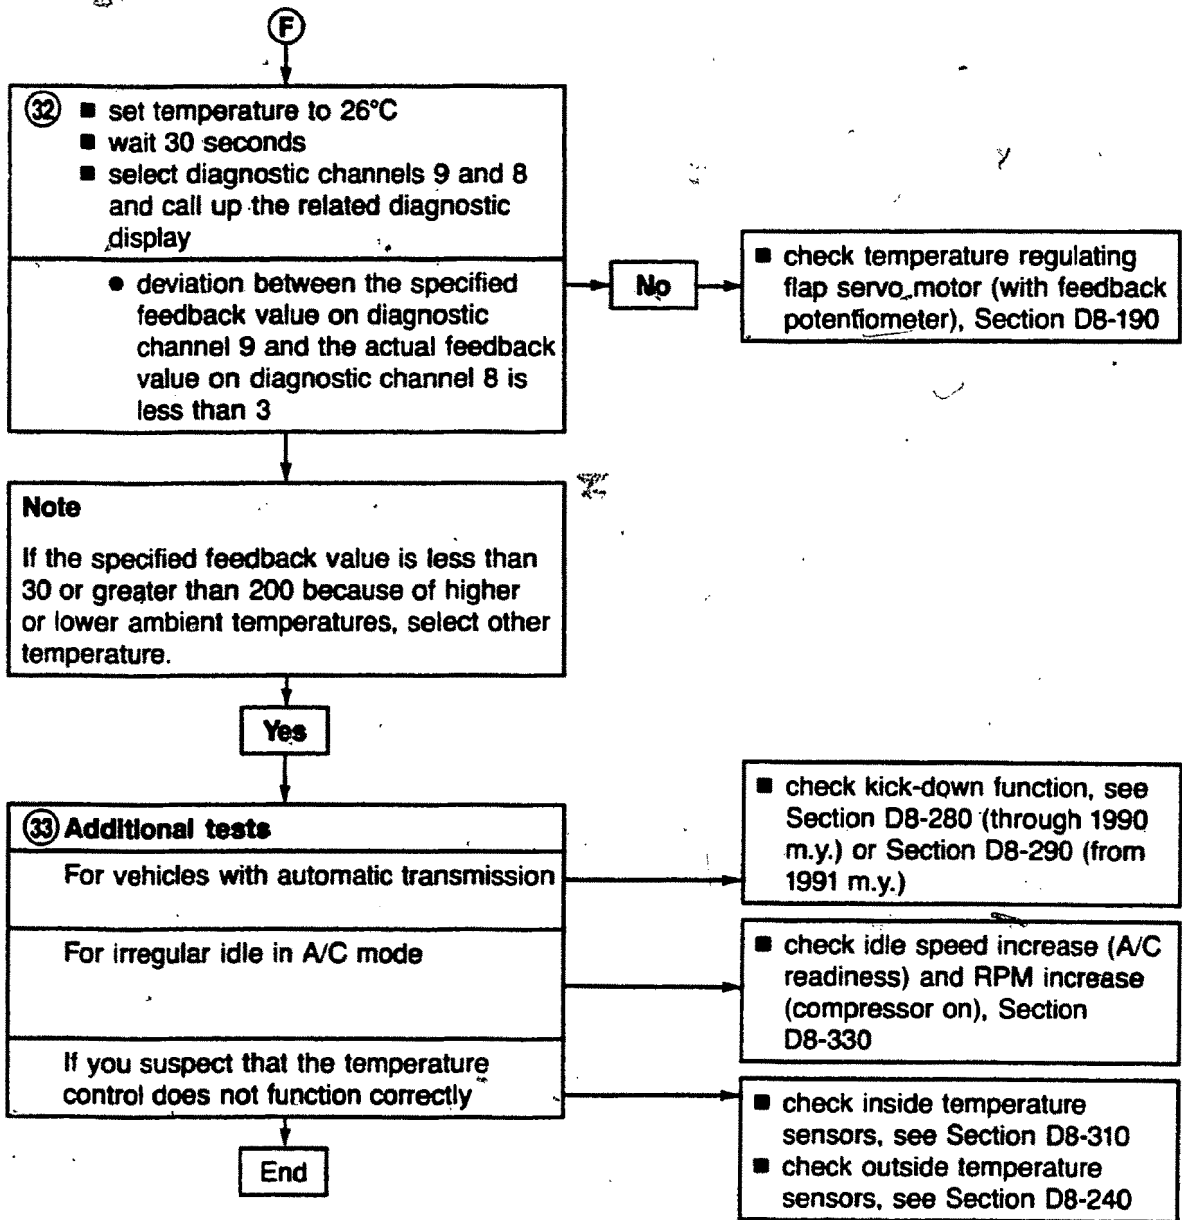 F
32 ■ set temperature to 26°C
■ wait 30 seconds
■ select diagnostic channels 9 and 8
and call up the related diagnostic
display
● deviation between the specified
feedback value on diagnostic
channel 9 and the actual feedback
value on diagnostic channel 8 is
less than 3
No
■ check temperature regulating
flap servo motor (with feedback
potentiometer), Section D8-190
Note
If the specified feedback value is less than
30 or greater than 200 because of higher
or lower ambient temperatures, select other
temperature.
Yes
33 Additional tests
For vehicles with automatic transmission
■ check kick-down function, see
Section D8-280 (through 1990
m.y.) or Section D8-290 (from
1991 m.y.)
For irregular idle in A/C mode
■ check idle speed increase (A/C
readiness) and RPM increase
(compressor on), Section
D8-330
If you suspect that the temperature
control does not function correctly
■ check inside temperature
sensors, see Section D8-310
■ check outside temperature
sensors, see Section D8-240
End